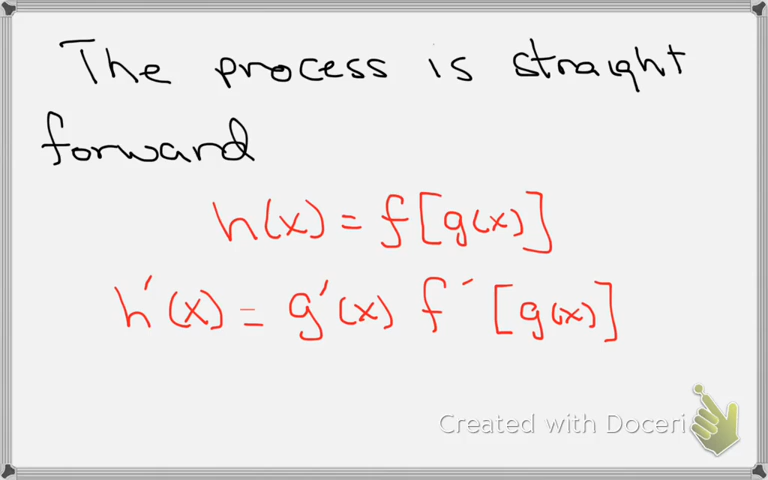 The process is straight
forward
h(x) = f[g(x)]
h'(x) = g'(x) f'[g(x)]
Created with Doceri